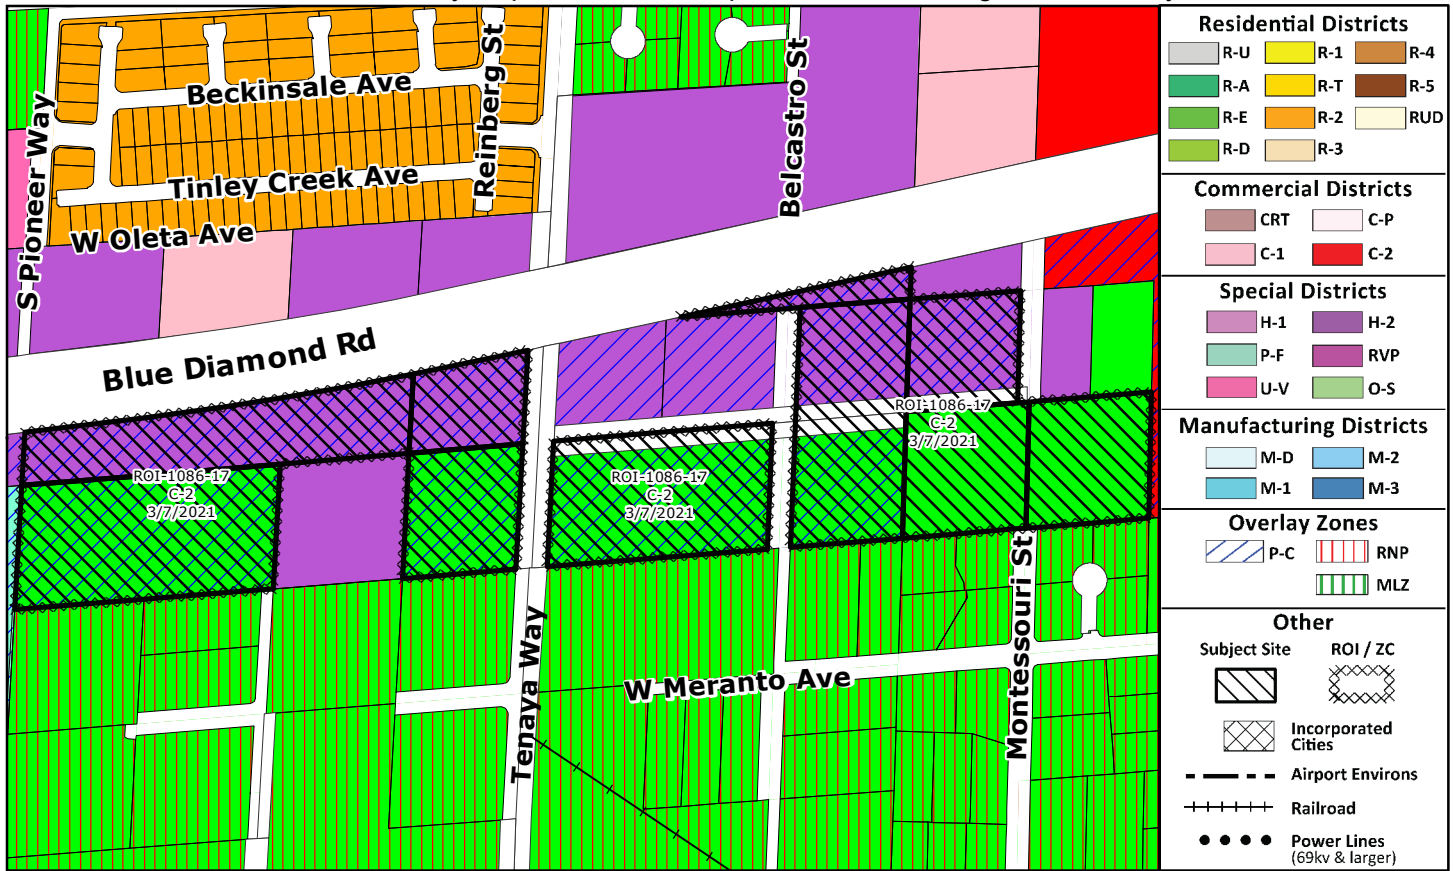 S Pioneer Way
Beckinsale Ave
Reinberg St
Tinley Creek Ave
W Oleta Ave
Belcastro St
Blue Diamond Rd
ROI-1086-17
C-2
3/7/2021
ROI-1086-17
C-2
3/7/2021
ROI-1086-17
C-2
3/7/2021
Tenaya Way
W Meranto Ave
Montessouri St
Residential Districts
R-U R-1 R-4
R-A R-T R-5
R-E R-2 RUD
R-D R-3
Commercial Districts
CRT C-P
C-1 C-2
Special Districts
H-1 H-2
P-F RVP
U-V O-S
Manufacturing Districts
M-D M-2
M-1 M-3
Overlay Zones
P-C RNP
MLZ
Other
Subject Site ROI / ZC
Incorporated
Cities
Airport Environs
Railroad
Power Lines
(69kv & larger)